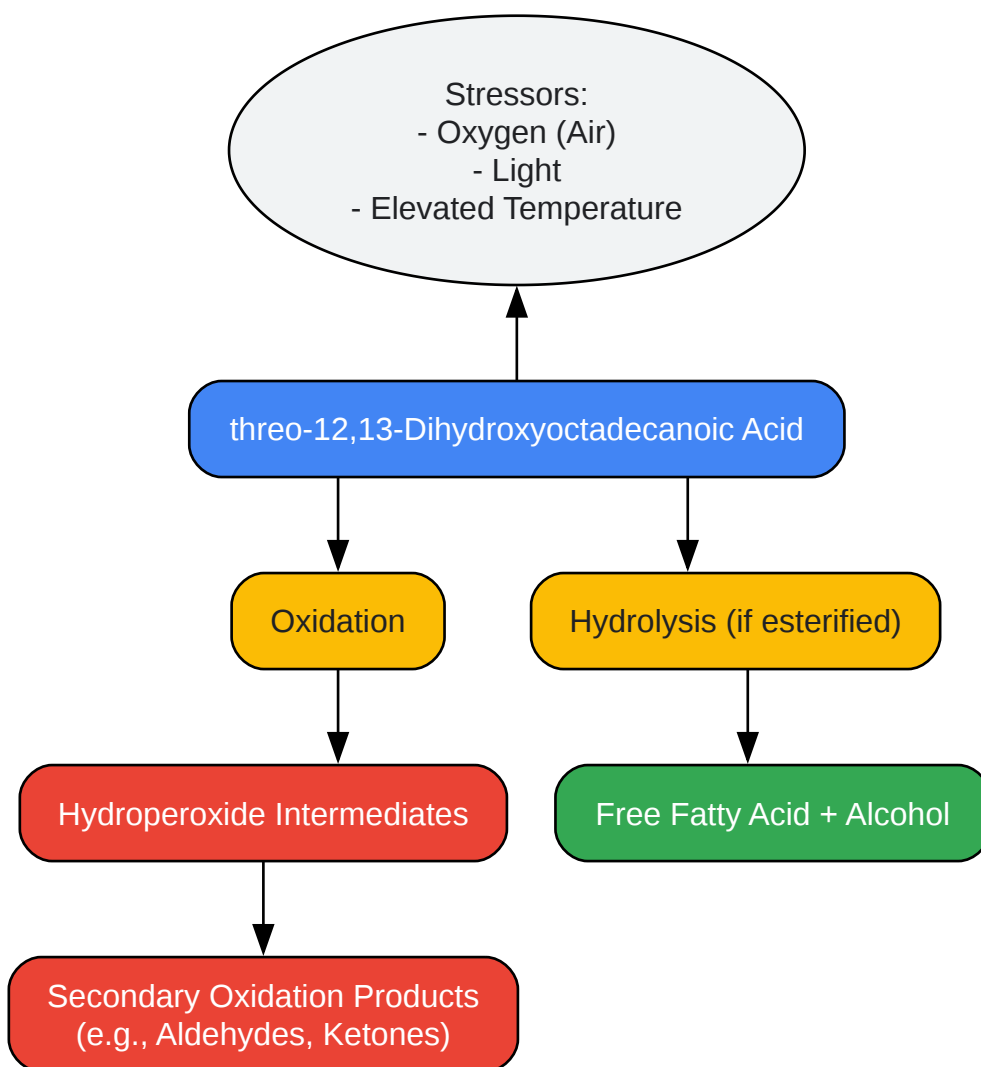 Stressors:
- Oxygen (Air)
- Light
- Elevated Temperature
threo-12,13-Dihydroxyoctadecanoic Acid
Oxidation
Hydrolysis (if esterified)
Hydroperoxide Intermediates
Free Fatty Acid + Alcohol
Secondary Oxidation Products
(e.g., Aldehydes, Ketones)